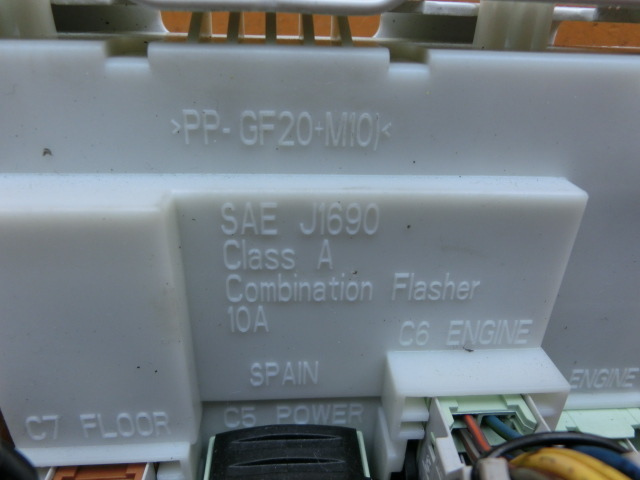 >PP-GF20+M10<
SAE J1690
Class A
Combination Flasher
10A
C6 ENGINE
SPAIN
ENGINE
C7 FLOOR
C5 POWER